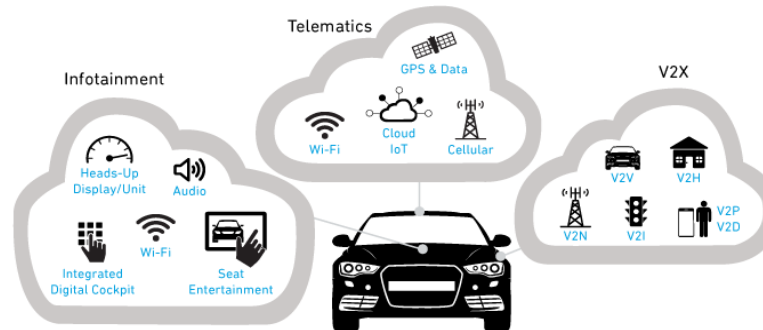 Telematics
GPS & Data
Wi-Fi
Cloud
IoT
Cellular
Infotainment
Heads-Up
Display/Unit
Audio
Integrated
Digital Cockpit
Wi-Fi
Seat
Entertainment
V2X
V2V
V2H
V2N
V2I
V2P
V2D